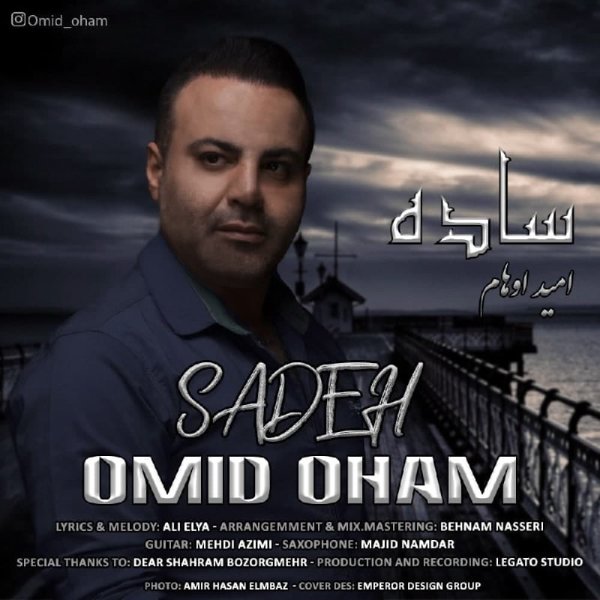 Omid_oham
ساده
امید اوهام
SADEH
OMID OHAM
LYRICS & MELODY: ALI ELYA - ARRANGEMMENT & MIX.MASTERING: BEHNAM NASSERI
GUITAR: MEHDI AZIMI - SAXOPHONE: MAJID NAMDAR
SPECIAL THANKS TO: DEAR SHAHRAM BOZORGMEHR - PRODUCTION AND RECORDING: LEGATO STUDIO
PHOTO: AMIR HASAN ELMBAZ - COVER DES: EMPEROR DESIGN GROUP